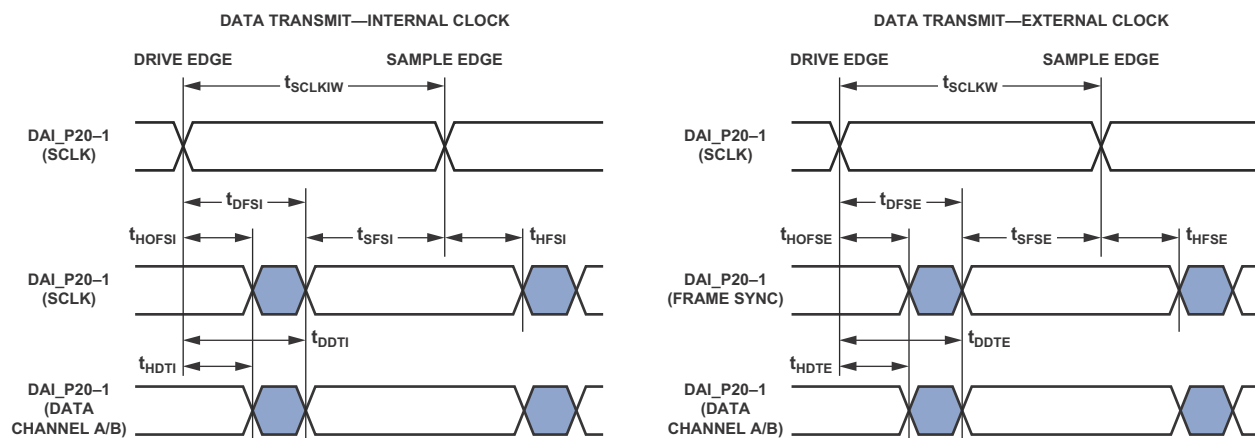 DATA TRANSMIT—INTERNAL CLOCK
DRIVE EDGE
SAMPLE EDGE
tSCLKIW
DAI_P20–1
(SCLK)
tDFSI
tHOFSI
tSFSI
tHFSI
DAI_P20–1
(SCLK)
tDDTI
tHDTI
DAI_P20–1
(DATA
CHANNEL A/B)
DATA TRANSMIT—EXTERNAL CLOCK
DRIVE EDGE
SAMPLE EDGE
tSCLKW
DAI_P20–1
(SCLK)
tDFSE
tHOFSE
tSFSE
tHFSE
DAI_P20–1
(FRAME SYNC)
tDDTE
tHDTE
DAI_P20–1
(DATA
CHANNEL A/B)